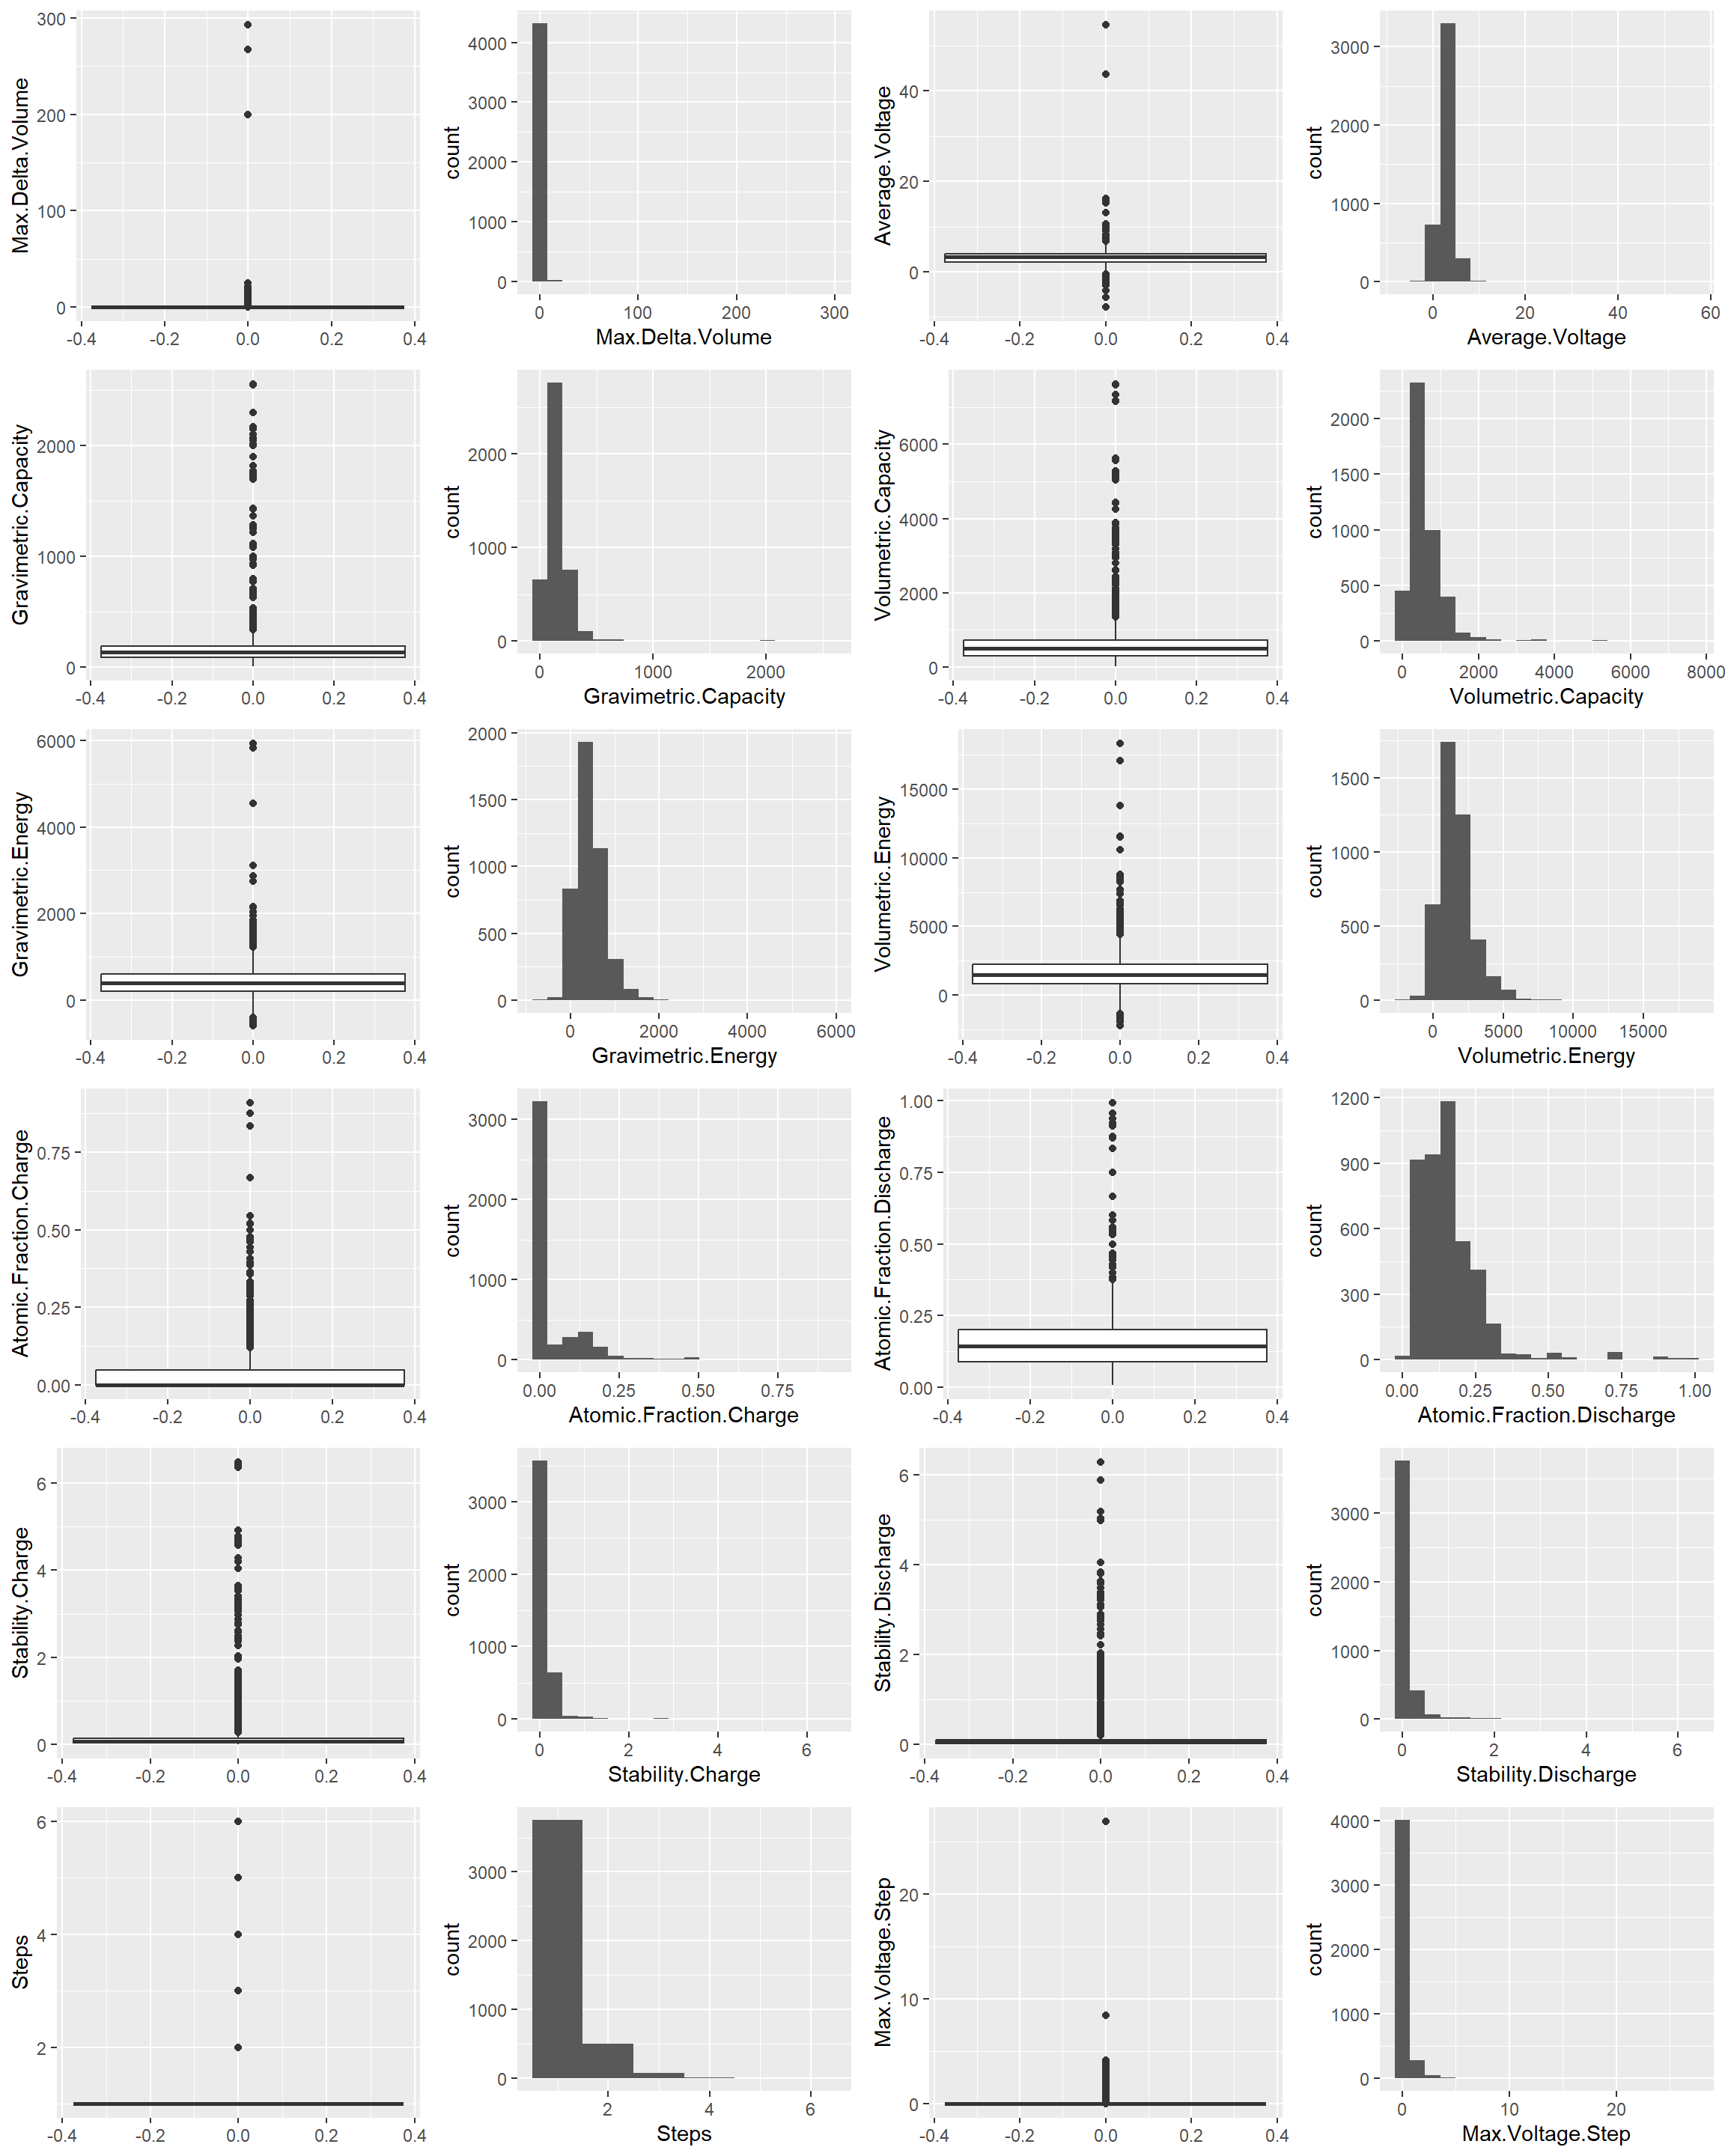 Max.Delta.Volume
300
200
100
0
-0.4 -0.2 0.0 0.2 0.4
count
4000
3000
2000
1000
0
0 100 200 300
Max.Delta.Volume
Average.Voltage
40
20
0
-0.4 -0.2 0.0 0.2 0.4
count
3000
2000
1000
0
0 20 40 60
Average.Voltage
Gravimetric.Capacity
2000
1000
0
-0.4 -0.2 0.0 0.2 0.4
count
2000
1000
0
0 1000 2000
Gravimetric.Capacity
Volumetric.Capacity
6000
4000
2000
0
-0.4 -0.2 0.0 0.2 0.4
count
2000
1500
1000
500
0
0 2000 4000 6000 8000
Volumetric.Capacity
Gravimetric.Energy
6000
4000
2000
0
-0.4 -0.2 0.0 0.2 0.4
count
2000
1500
1000
500
0
0 2000 4000 6000
Gravimetric.Energy
Volumetric.Energy
15000
10000
5000
0
-0.4 -0.2 0.0 0.2 0.4
count
1500
1000
500
0
0 5000 10000 15000
Volumetric.Energy
Atomic.Fraction.Charge
0.75
0.50
0.25
0.00
-0.4 -0.2 0.0 0.2 0.4
count
3000
2000
1000
0
0.00 0.25 0.50 0.75
Atomic.Fraction.Charge
Atomic.Fraction.Discharge
1.00
0.75
0.50
0.25
0.00
-0.4 -0.2 0.0 0.2 0.4
count
1200
900
600
300
0
0.00 0.25 0.50 0.75 1.00
Atomic.Fraction.Discharge
Stability.Charge
6
4
2
0
-0.4 -0.2 0.0 0.2 0.4
count
3000
2000
1000
0
0 2 4 6
Stability.Charge
Stability.Discharge
6
4
2
0
-0.4 -0.2 0.0 0.2 0.4
count
3000
2000
1000
0
0 2 4 6
Stability.Discharge
Steps
6
4
2
-0.4 -0.2 0.0 0.2 0.4
count
3000
2000
1000
0
2 4 6
Steps
Max.Voltage.Step
20
10
0
-0.4 -0.2 0.0 0.2 0.4
count
4000
3000
2000
1000
0
0 10 20
Max.Voltage.Step